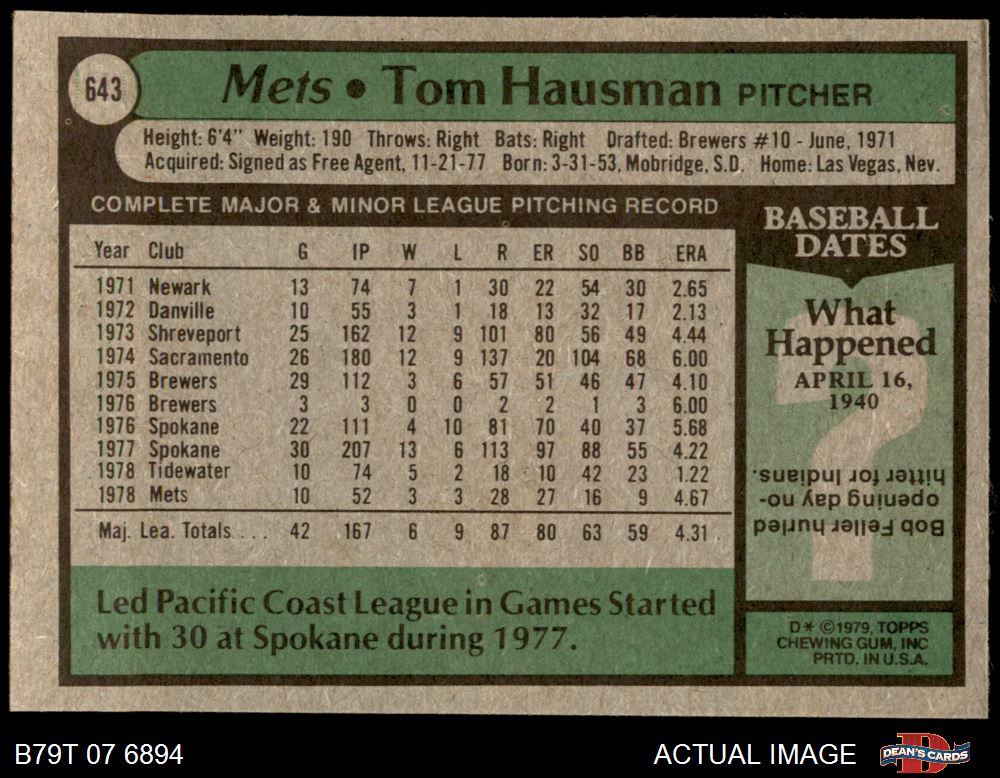 643
Mets • Tom Hausman PITCHER
Height: 6'4" Weight: 190 Throws: Right Bats: Right Drafted: Brewers #10 - June, 1971
Acquired: Signed as Free Agent, 11-21-77 Born: 3-31-53, Mobridge, S.D. Home: Las Vegas, Nev.
COMPLETE MAJOR & MINOR LEAGUE PITCHING RECORD
Year Club G IP W L R ER SO BB ERA
1971 Newark 13 74 7 1 30 22 54 30 2.65
1972 Danville 10 55 3 1 18 13 32 17 2.13
1973 Shreveport 25 162 12 9 101 80 56 49 4.44
1974 Sacramento 26 180 12 9 137 20 104 68 6.00
1975 Brewers 29 112 3 6 57 51 46 47 4.10
1976 Brewers 3 3 0 0 2 2 1 3 6.00
1976 Spokane 22 111 4 10 81 70 40 37 5.68
1977 Spokane 30 207 13 6 113 97 88 55 4.22
1978 Tidewater 10 74 5 2 18 10 42 23 1.22
1978 Mets 10 52 3 3 28 27 16 9 4.67
Maj. Lea. Totals . . . 42 167 6 9 87 80 63 59 4.31
Led Pacific Coast League in Games Started
with 30 at Spokane during 1977.
BASEBALL
DATES
What
Happened
APRIL 16,
1940
?
Bob Feller hurled
opening day no-
hitter for Indians.
D* ©1979, TOPPS
CHEWING GUM, INC
PRTD. IN U.S.A.
B79T 07 6894
ACTUAL IMAGE
D
DEAN'S CARDS